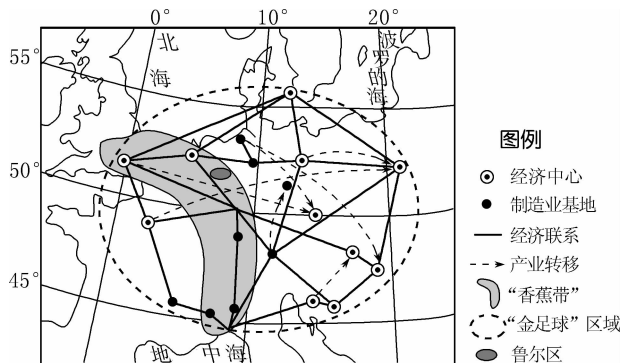 0° 10° 20°
55°
50°
45°
北海
波罗的海
地中海
图例
经济中心
制造业基地
经济联系
产业转移
“香蕉带”
“金足球”区域
鲁尔区